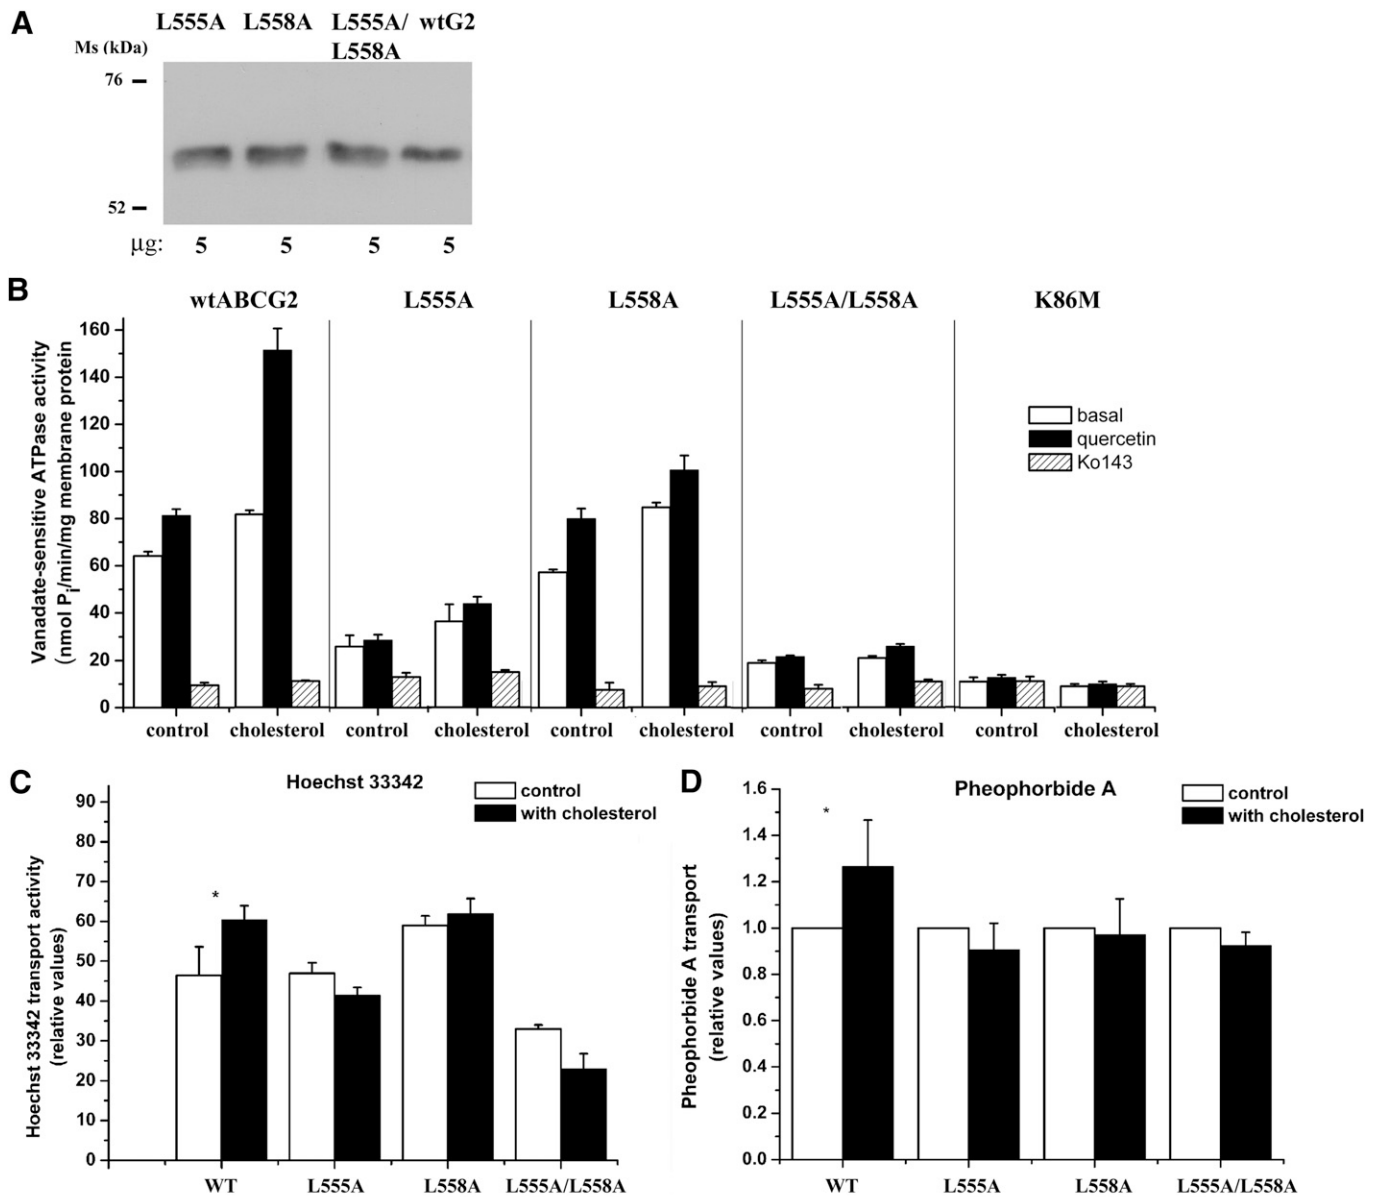 A
L555A L558A L555A/ wtG2
L558A
Ms (kDa)
76
52
µg: 5 5 5 5
B
wtABCG2 L555A L558A L555A/L558A K86M
Vanadate-sensitive ATPase activity
(nmol Pi/min/mg membrane protein
160
140
120
100
80
60
40
20
0
basal
quercetin
Ko143
control cholesterol control cholesterol control cholesterol control cholesterol control cholesterol
C
Hoechst 33342
control
with cholesterol
Hoechst 33342 transport activity
(relative values)
90
80
70
60
50
40
30
20
10
0
*
WT L555A L558A L555A/L558A
D
Pheophorbide A
control
with cholesterol
Pheophorbide A transport
(relative values)
1.6
1.4
1.2
1.0
0.8
0.6
0.4
0.2
0.0
*
WT L555A L558A L555A/L558A